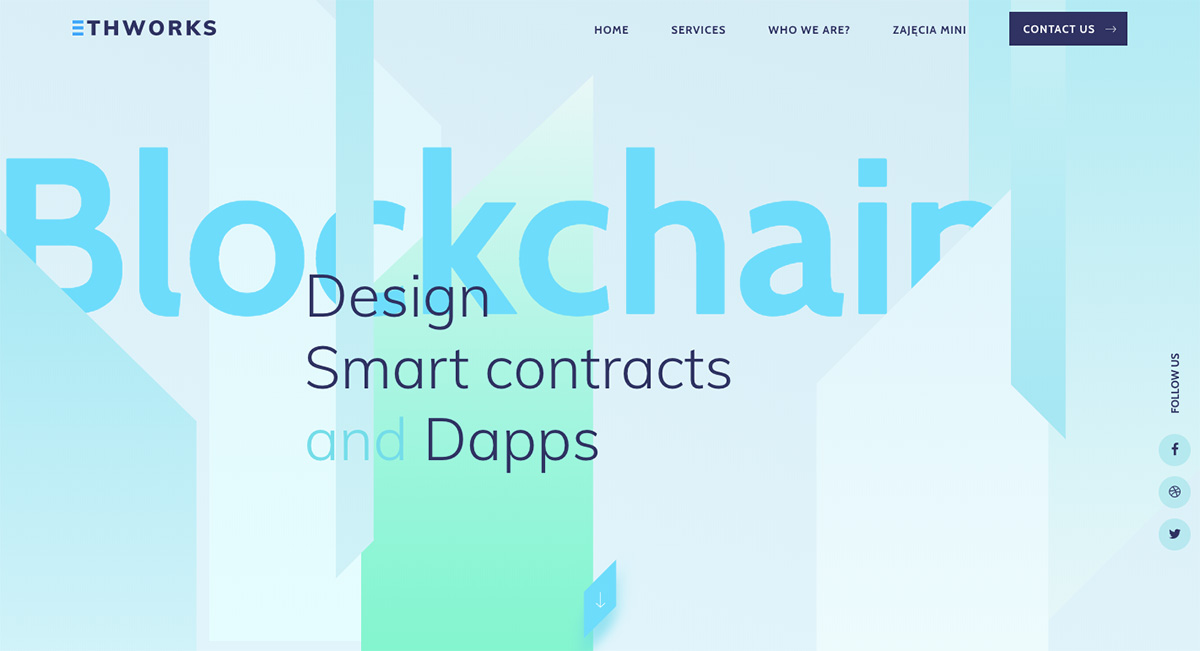 ETHWORKS
HOME SERVICES WHO WE ARE? ZAJĘCIA MINI CONTACT US →
Blockchain
Design
Smart contracts
and Dapps
FOLLOW US